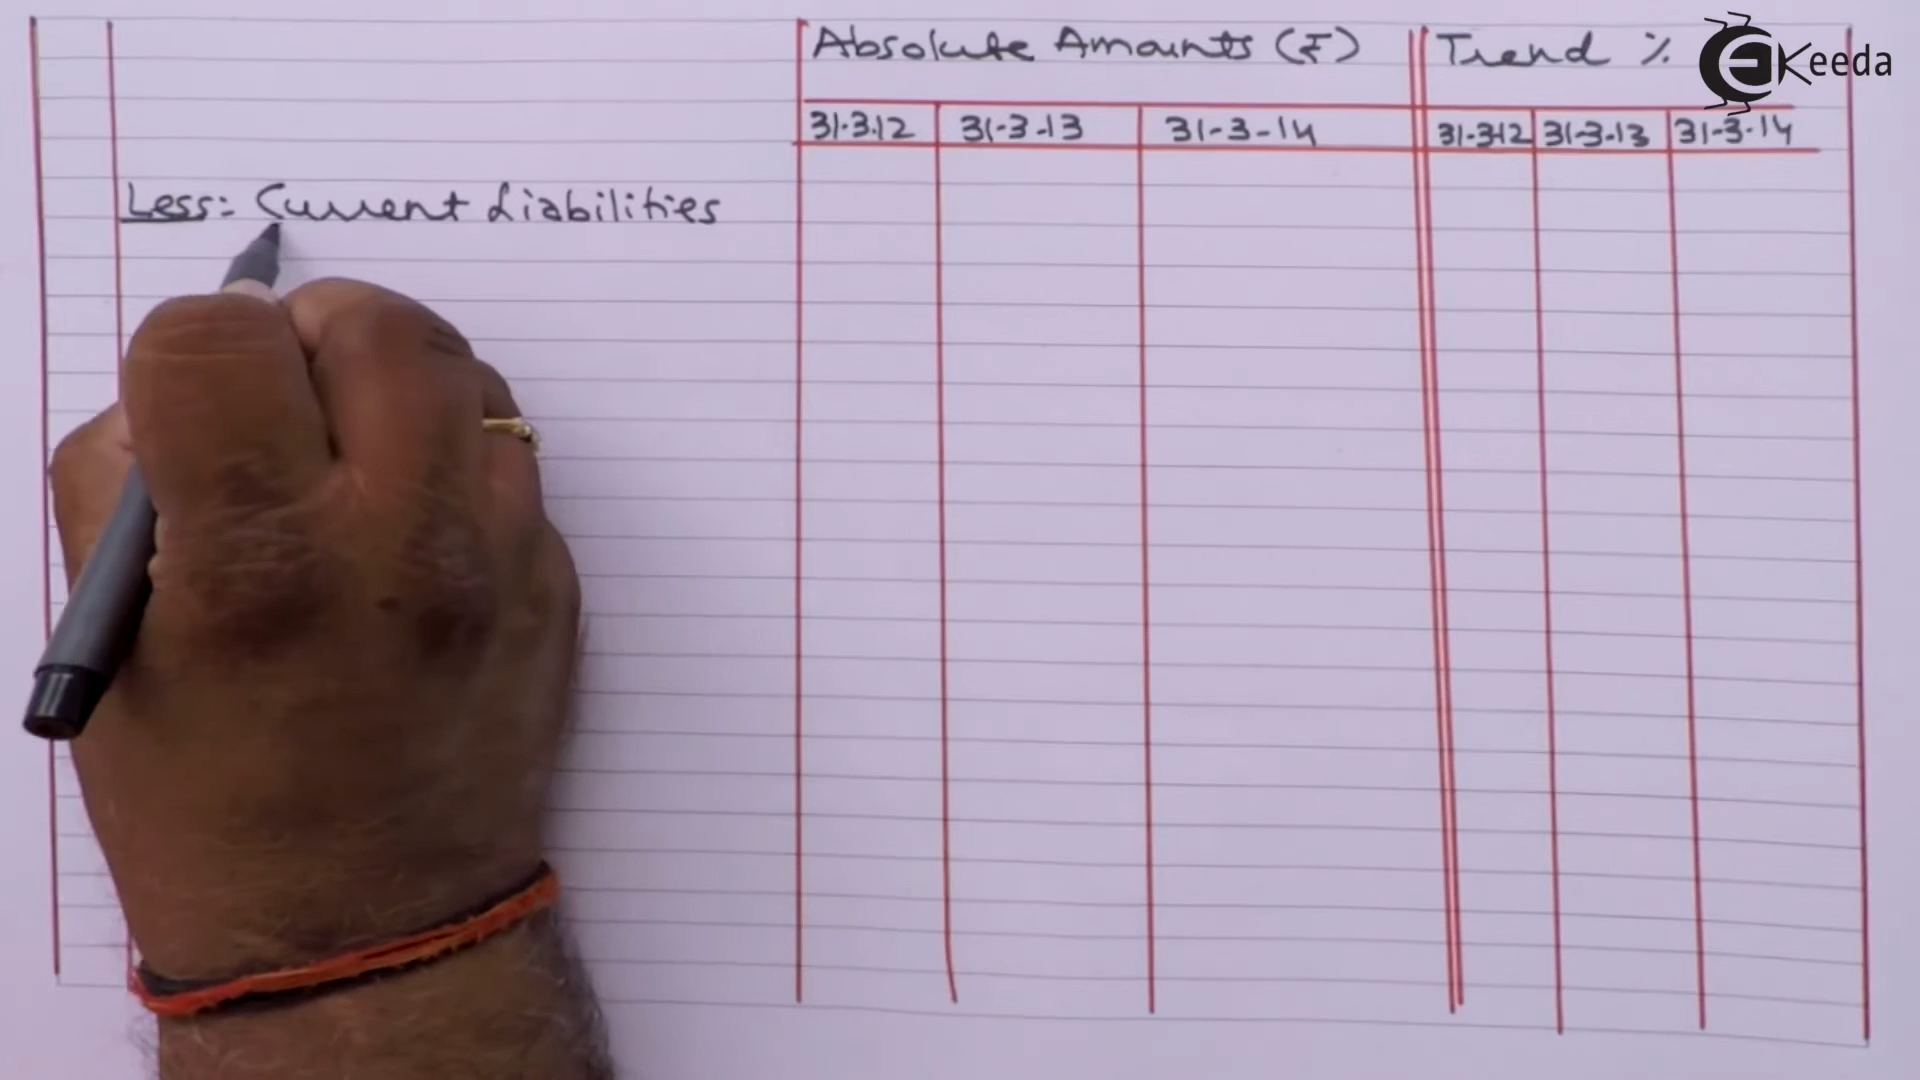 Absolute Amounts (₹) Trend %
EKeeda
31.3.12 31-3-13 31-3-14 31-3-12 31-3-13 31-3-14
Less:- Current Liabilities